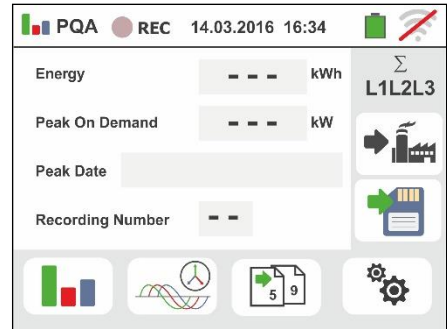 PQA REC 14.03.2016 16:34
Energy --- kWh
Σ
L1L2L3
Peak On Demand --- kW
Peak Date
Recording Number --
5 9